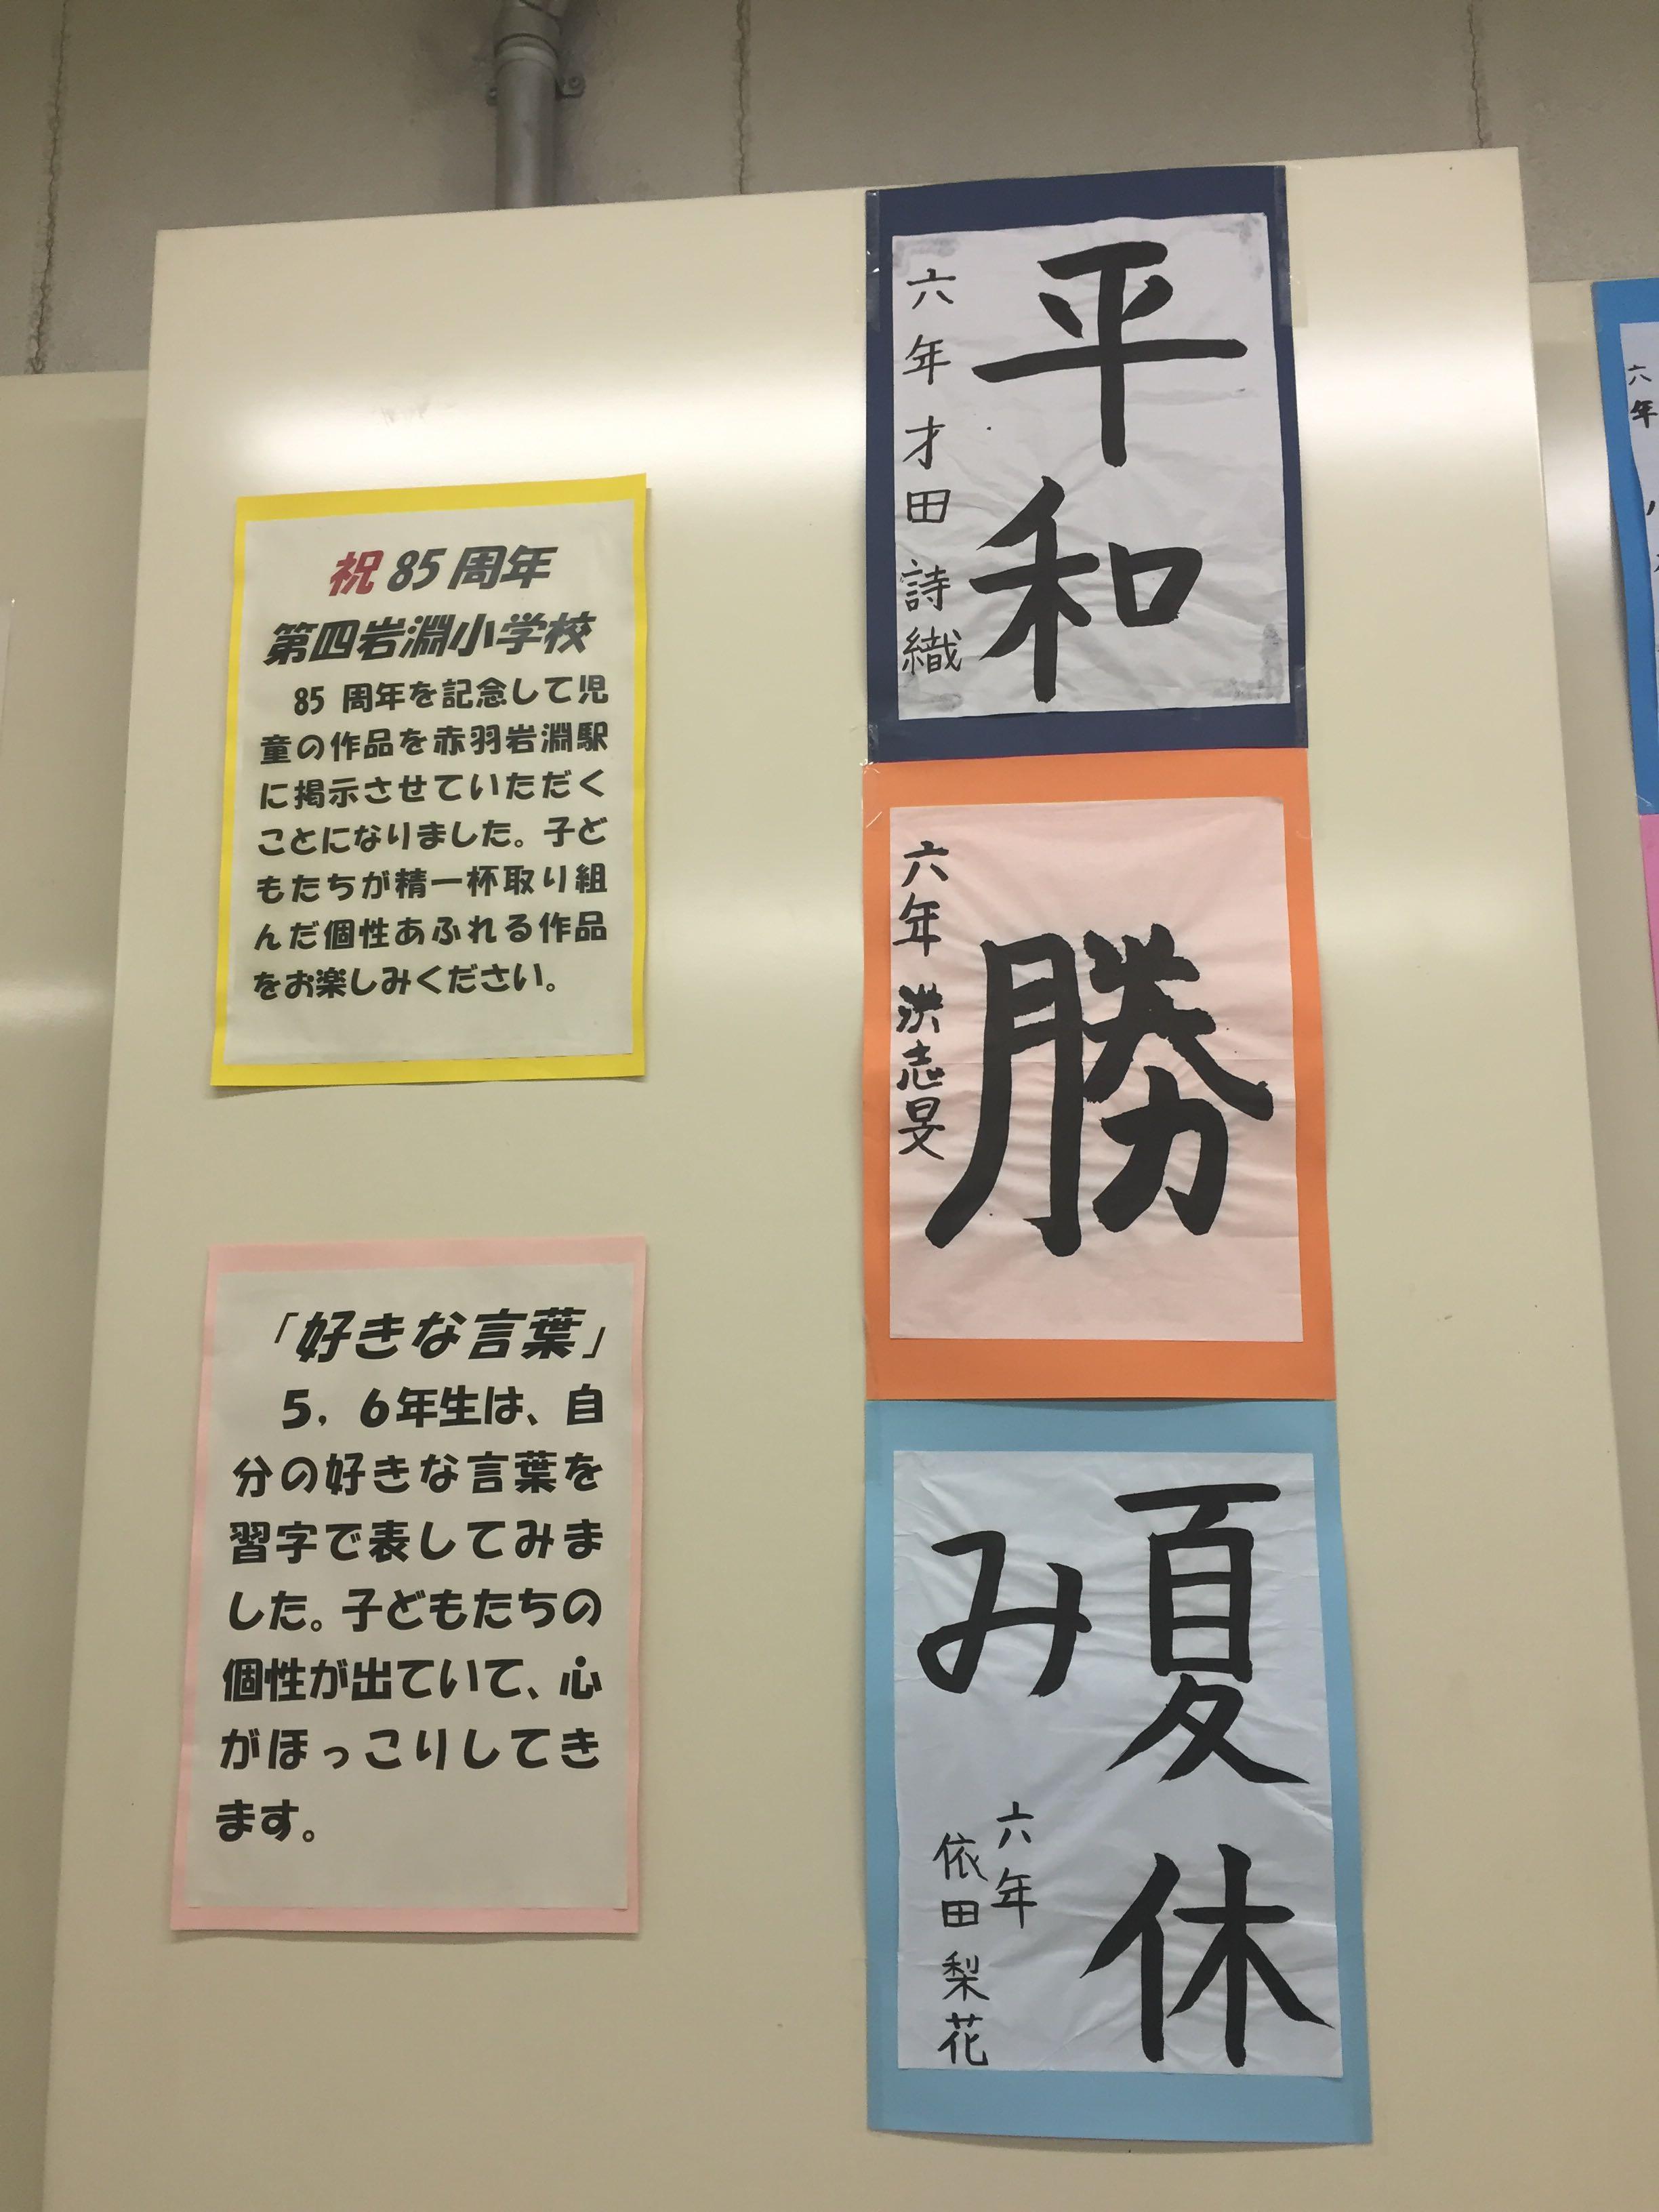 祝 85 周年
第四岩淵小学校
85 周年を記念して児
童の作品を赤羽岩淵駅
に掲示させていただく
ことになりました。子ど
もたちが精一杯取り組
んだ個性あふれる作品
をお楽しみください。
「好きな言葉」
5，6年生は、自
分の好きな言葉を
習字で表してみま
した。子どもたちの
個性が出ていて、心
がほっこりしてき
ます。
平和
六年 才田 詩織
勝
六年 洪志旻
夏休
み
六年
依田 梨花
六年